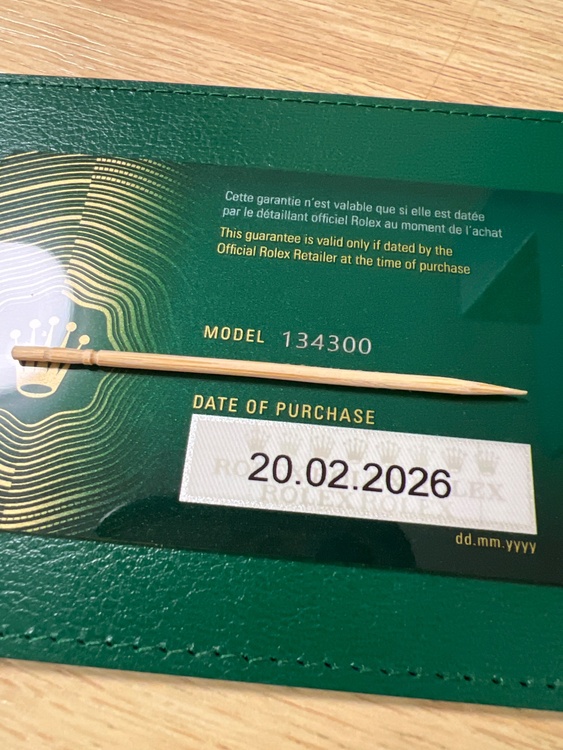 Cette garantie n'est valable que si elle est datée
par le détaillant officiel Rolex au moment de l'achat
This guarantee is valid only if dated by the
Official Rolex Retailer at the time of purchase
MODEL 134300
DATE OF PURCHASE
20.02.2026
ROLEX ROLEX
dd.mm.yyyy